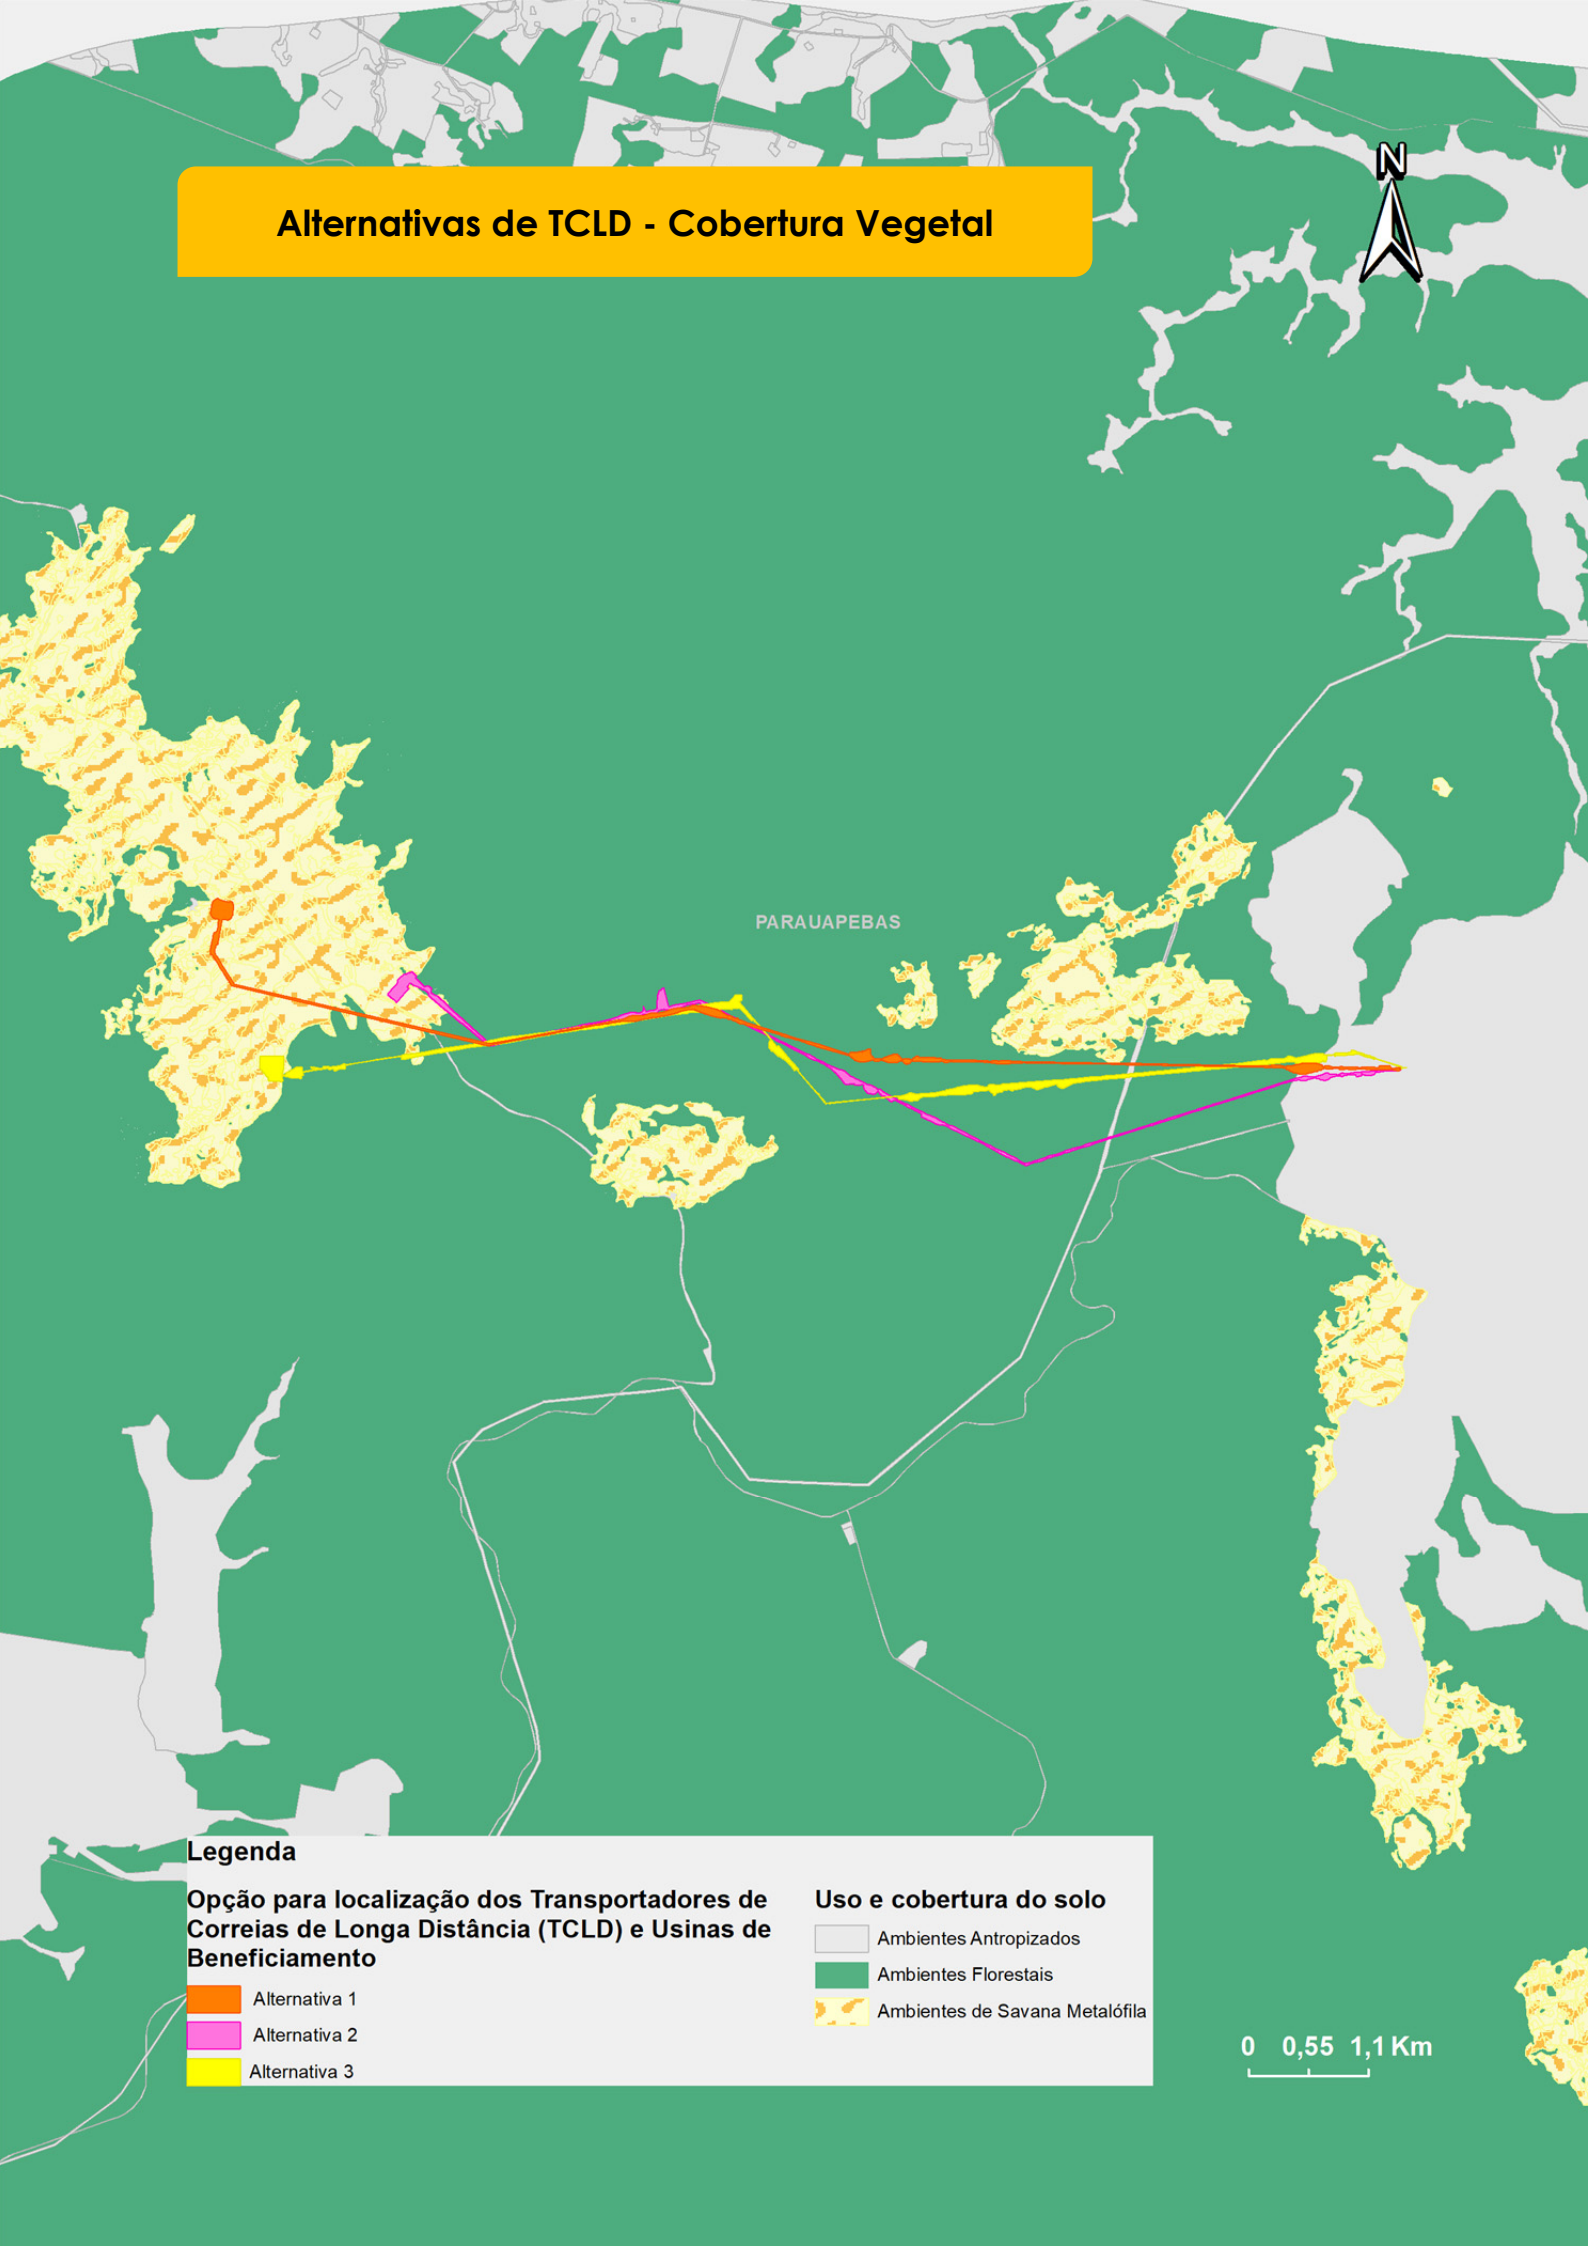 Alternativas de TCLD - Cobertura Vegetal
N
PARAUAPEBAS
Legenda
Opção para localização dos Transportadores de
Correias de Longa Distância (TCLD) e Usinas de
Beneficiamento
Alternativa 1
Alternativa 2
Alternativa 3
Uso e cobertura do solo
Ambientes Antropizados
Ambientes Florestais
Ambientes de Savana Metalófila
0 0,55 1,1 Km